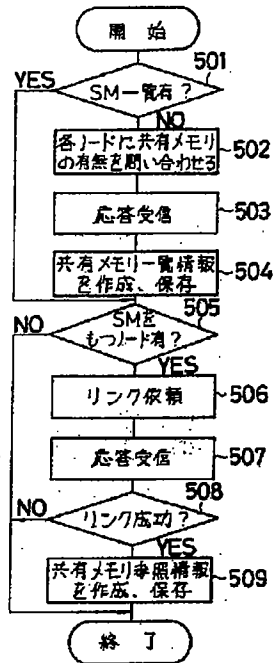 開始
501
YES
SM一覧有?
NO
各ノードに共有メモリ
の有無を問い合わせる
502
応答受信
503
共有メモリ一覧情報
を作成、保存
504
505
NO
SMを
もつノード有?
YES
リンク依頼
506
応答受信
507
508
NO
リンク成功?
YES
共有メモリ参照情報
を作成、保存
509
終了